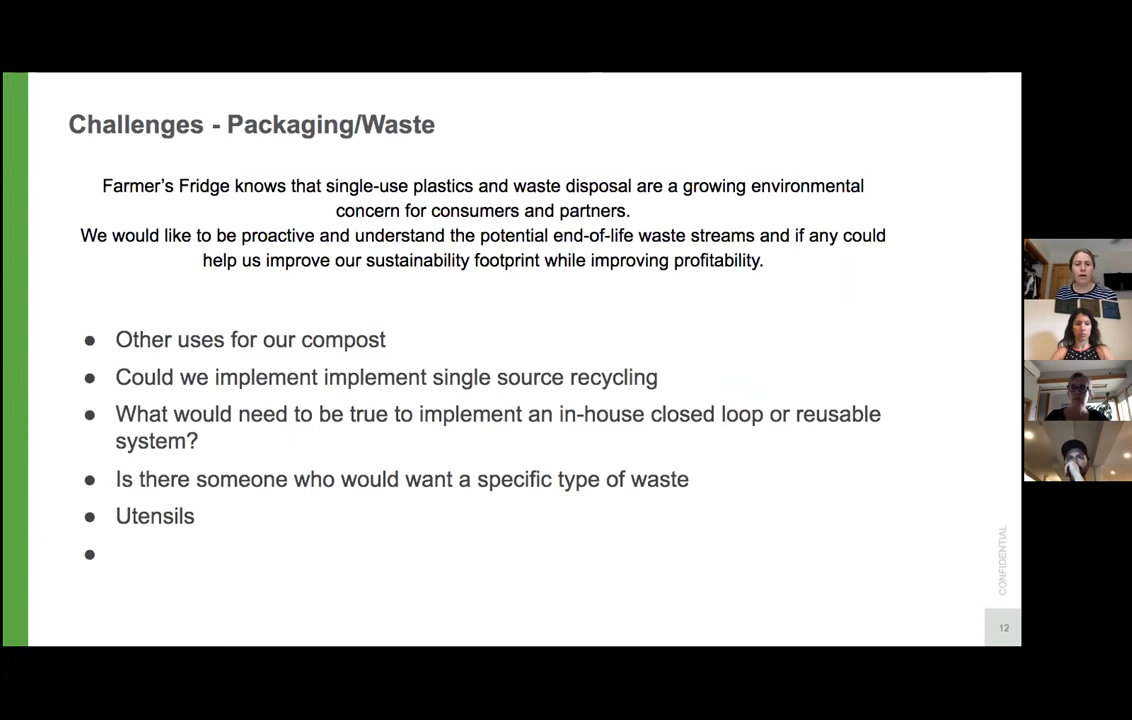 Challenges - Packaging/Waste
Farmer's Fridge knows that single-use plastics and waste disposal are a growing environmental
concern for consumers and partners.
We would like to be proactive and understand the potential end-of-life waste streams and if any could
help us improve our sustainability footprint while improving profitability.
● Other uses for our compost
● Could we implement implement single source recycling
● What would need to be true to implement an in-house closed loop or reusable
system?
● Is there someone who would want a specific type of waste
● Utensils
●
CONFIDENTIAL
12